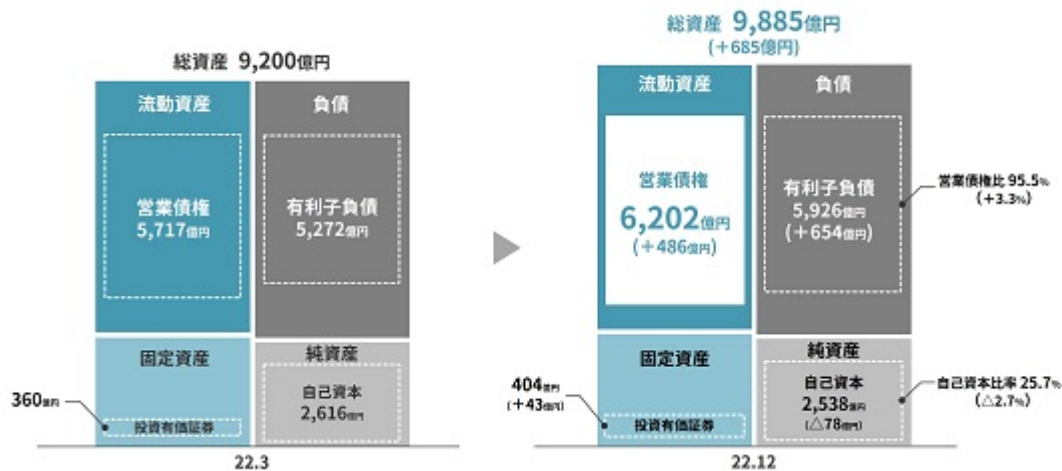 総資産 9,200億円
流動資産
負債
営業債権
5,717億円
有利子負債
5,272億円
固定資産
純資産
自己資本
2,616億円
360億円
投資有価証券
22.3
総資産 9,885億円
(+685億円)
流動資産
負債
営業債権
6,202億円
(+486億円)
有利子負債
5,926億円
(+654億円)
営業債権比 95.5%
(+3.3%)
固定資産
純資産
自己資本
2,538億円
(△78億円)
404億円
(+43億円)
投資有価証券
自己資本比率 25.7%
(△2.7%)
22.12